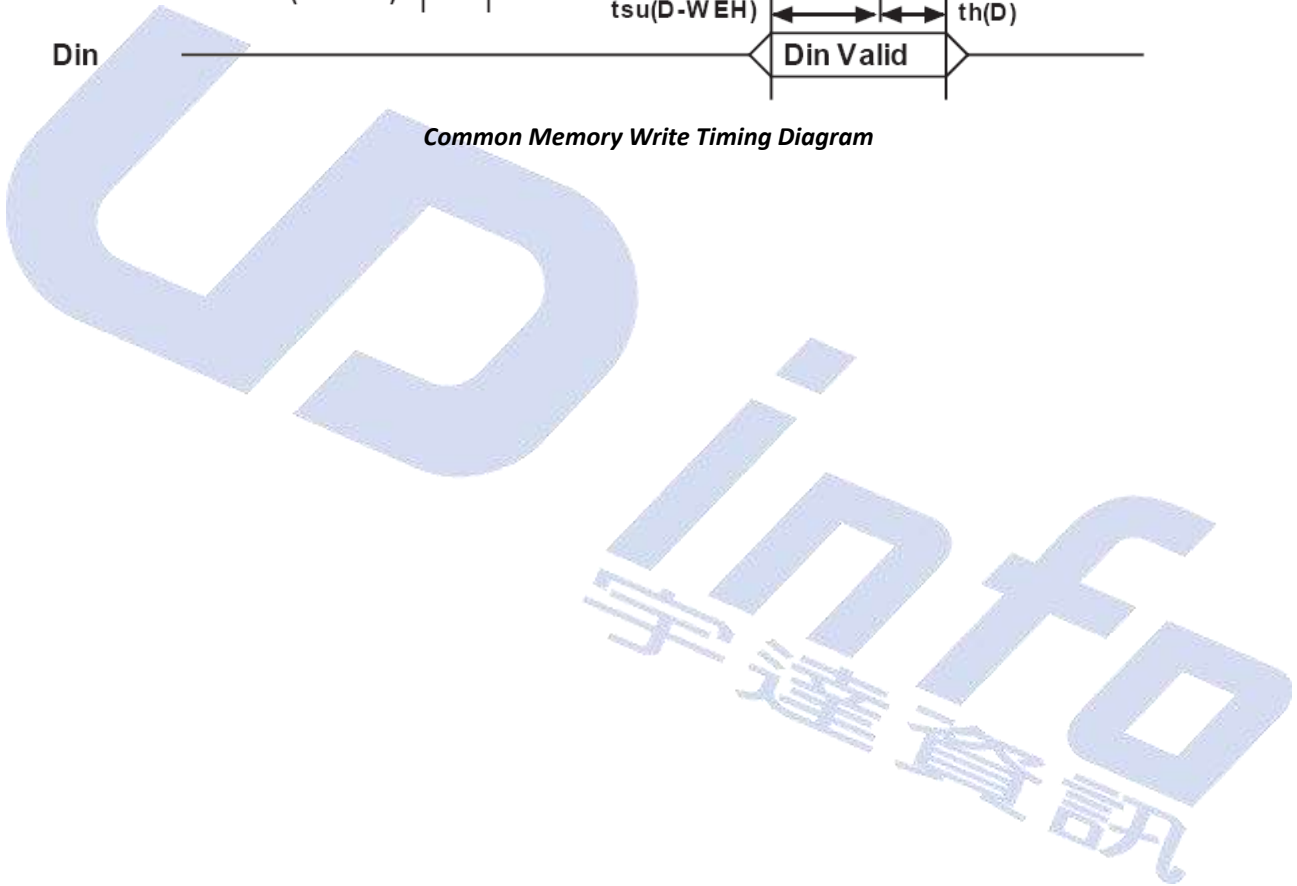 tsu(D-WEH)
th(D)
Din
Din Valid
Common Memory Write Timing Diagram
info
宇達資訊